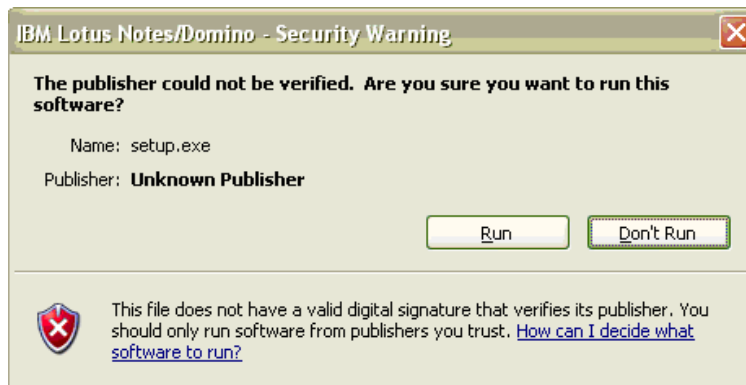 IBM Lotus Notes/Domino - Security Warning
The publisher could not be verified. Are you sure you want to run this
software?
Name: setup.exe
Publisher: Unknown Publisher
Run Don't Run
This file does not have a valid digital signature that verifies its publisher. You
should only run software from publishers you trust. How can I decide what
software to run?